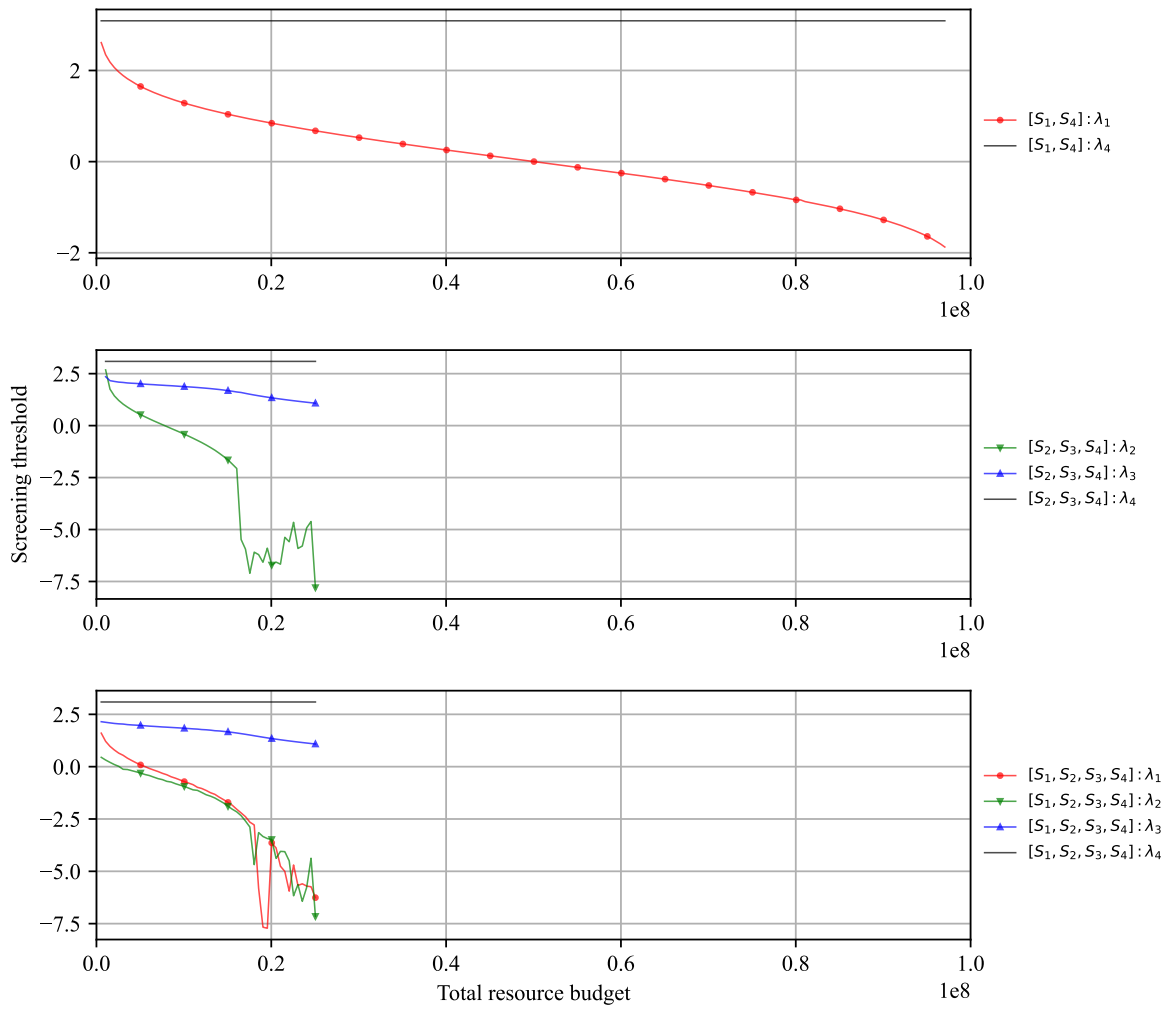 2
0
−2
0.0 0.2 0.4 0.6 0.8 1.0
1e8
[S₁, S₄] : λ₁
[S₁, S₄] : λ₄
Screening threshold
2.5
0.0
−2.5
−5.0
−7.5
0.0 0.2 0.4 0.6 0.8 1.0
1e8
[S₂, S₃, S₄] : λ₂
[S₂, S₃, S₄] : λ₃
[S₂, S₃, S₄] : λ₄
2.5
0.0
−2.5
−5.0
−7.5
0.0 0.2 0.4 0.6 0.8 1.0
Total resource budget
1e8
[S₁, S₂, S₃, S₄] : λ₁
[S₁, S₂, S₃, S₄] : λ₂
[S₁, S₂, S₃, S₄] : λ₃
[S₁, S₂, S₃, S₄] : λ₄